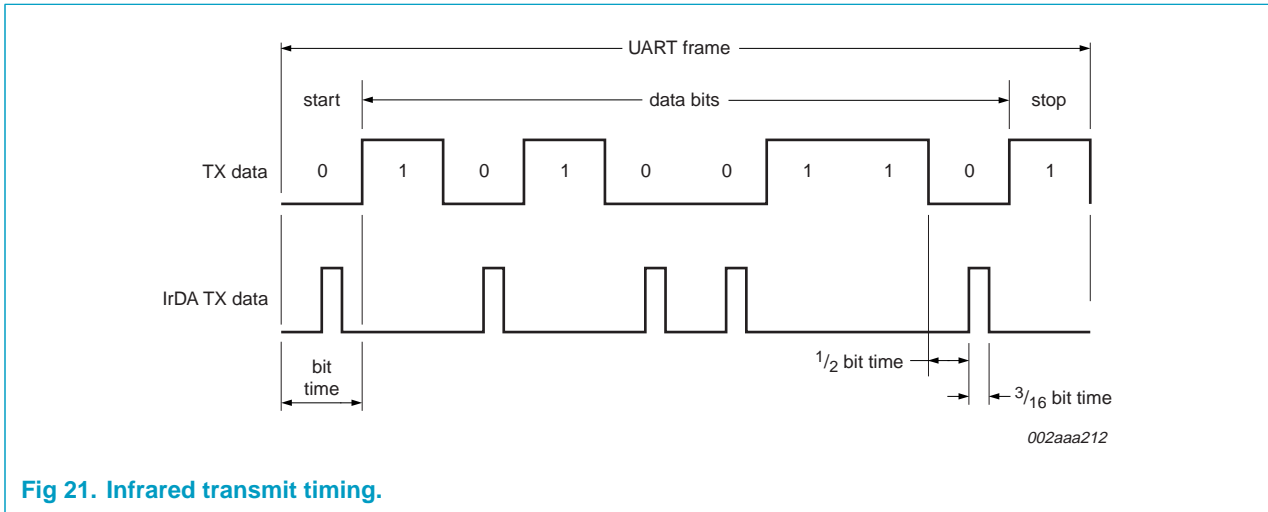 UART frame
start data bits stop
TX data 0 1 0 1 0 0 1 1 0 1
IrDA TX data
bit
time
1/2 bit time
3/16 bit time
002aaa212
Fig 21. Infrared transmit timing.